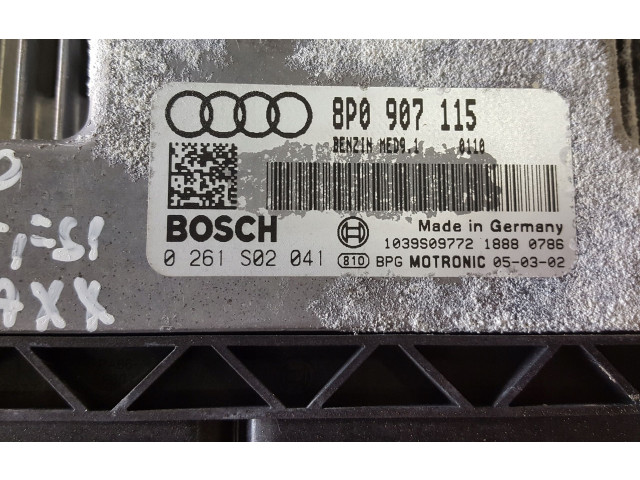 8P0 907 115
BENZIN MED9.1 0110
BOSCH
Made in Germany
1039S09772 1888 0786
0 261 S02 041
810 BPG MOTRONIC 05-03-02
AXX